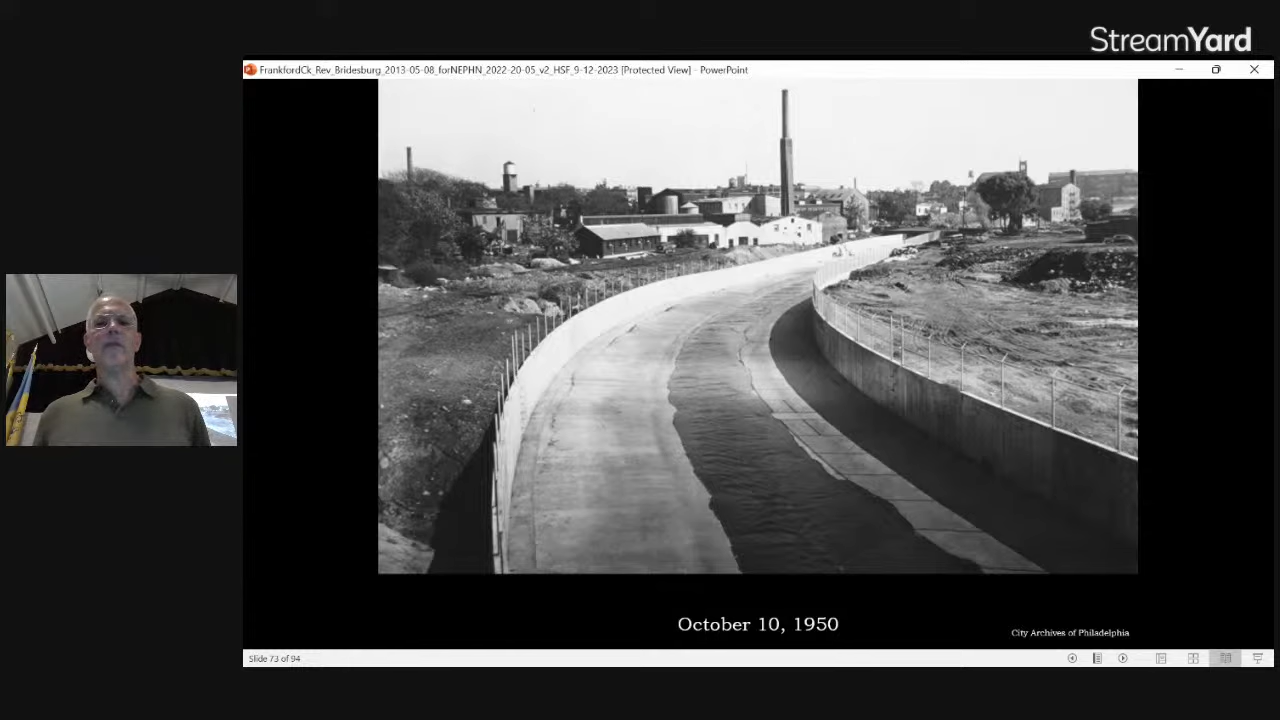 StreamYard
FrankfordCk_Rev_Bridesburg_2013-05-08_forNEPHN_2022-20-05_v2_HSF_9-12-2023 [Protected View] - PowerPoint
October 10, 1950
City Archives of Philadelphia
Slide 73 of 94